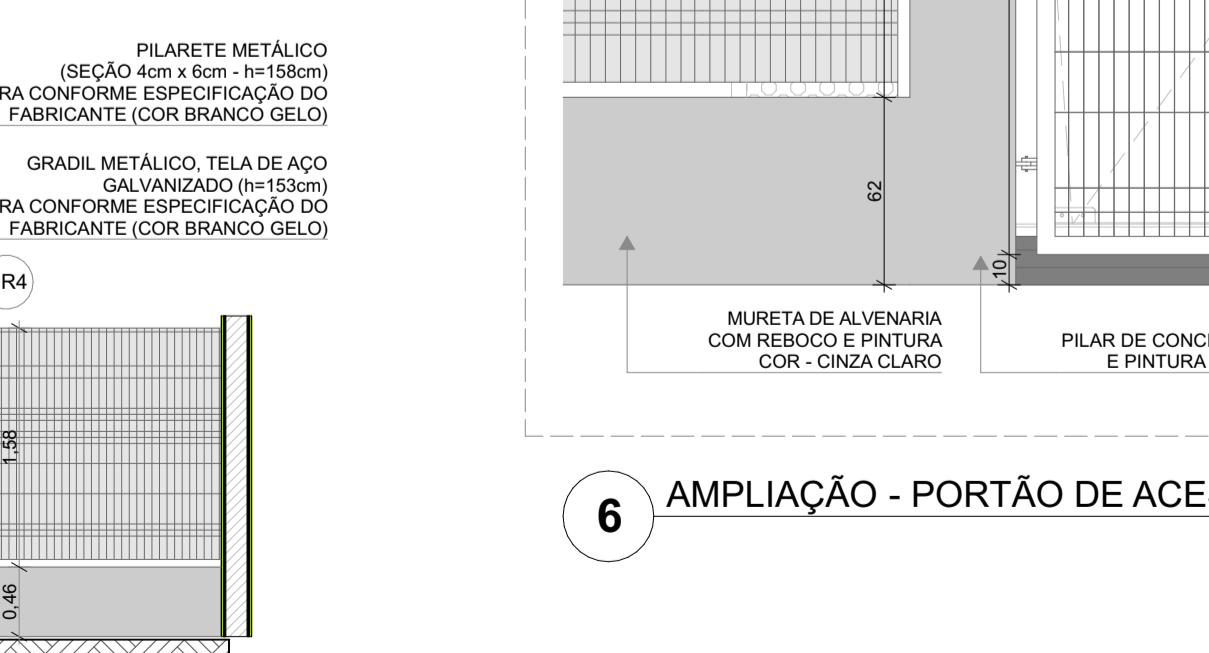 PILARETE METÁLICO
(SEÇÃO 4cm x 6cm - h=158cm)
RA CONFORME ESPECIFICAÇÃO DO
FABRICANTE (COR BRANCO GELO)
GRADIL METÁLICO, TELA DE AÇO
GALVANIZADO (h=153cm)
RA CONFORME ESPECIFICAÇÃO DO
FABRICANTE (COR BRANCO GELO)
R4
1,58
0,46
62
10
MURETA DE ALVENARIA
COM REBOCO E PINTURA
COR - CINZA CLARO
PILAR DE CONC
E PINTURA
6
AMPLIAÇÃO - PORTÃO DE ACE